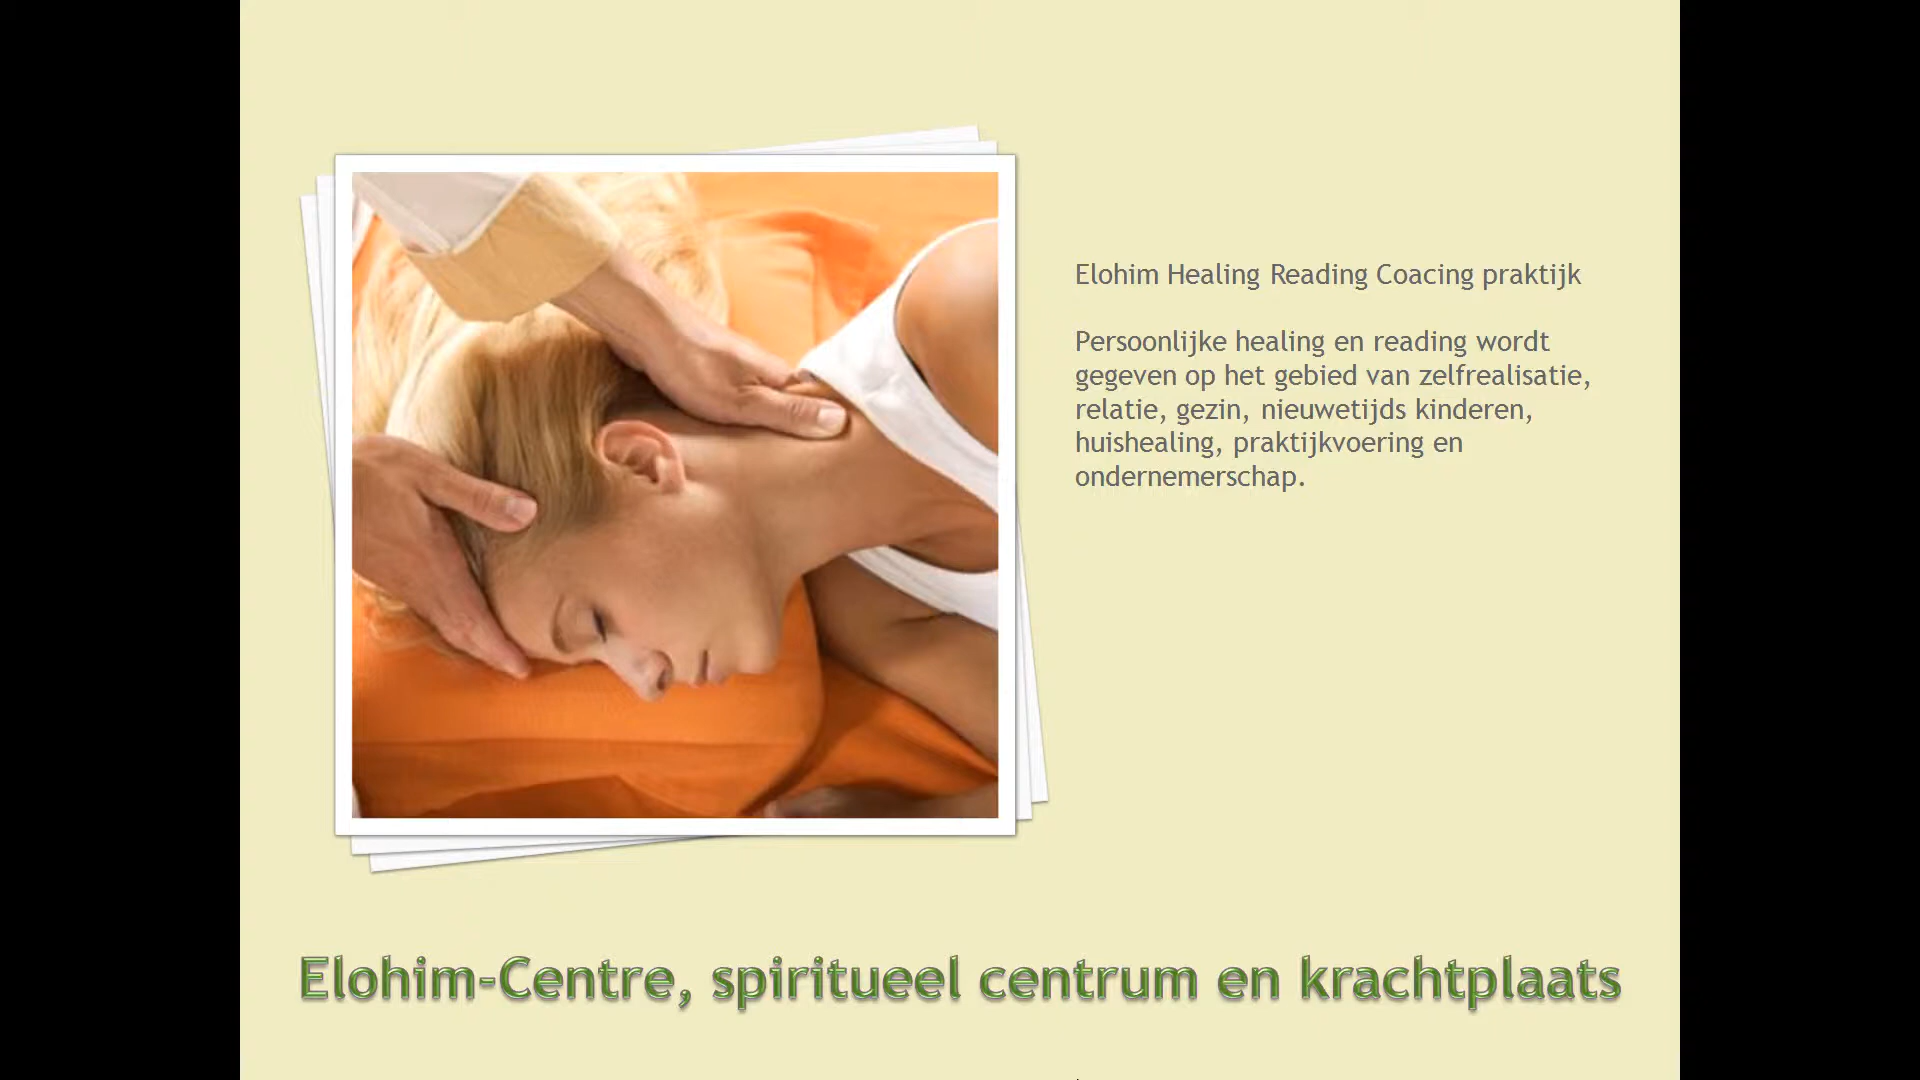 Elohim Healing Reading Coacing praktijk
Persoonlijke healing en reading wordt
gegeven op het gebied van zelfrealisatie,
relatie, gezin, nieuwetijds kinderen,
huishealing, praktijkvoering en
ondernemerschap.
Elohim-Centre, spiritueel centrum en krachtplaats